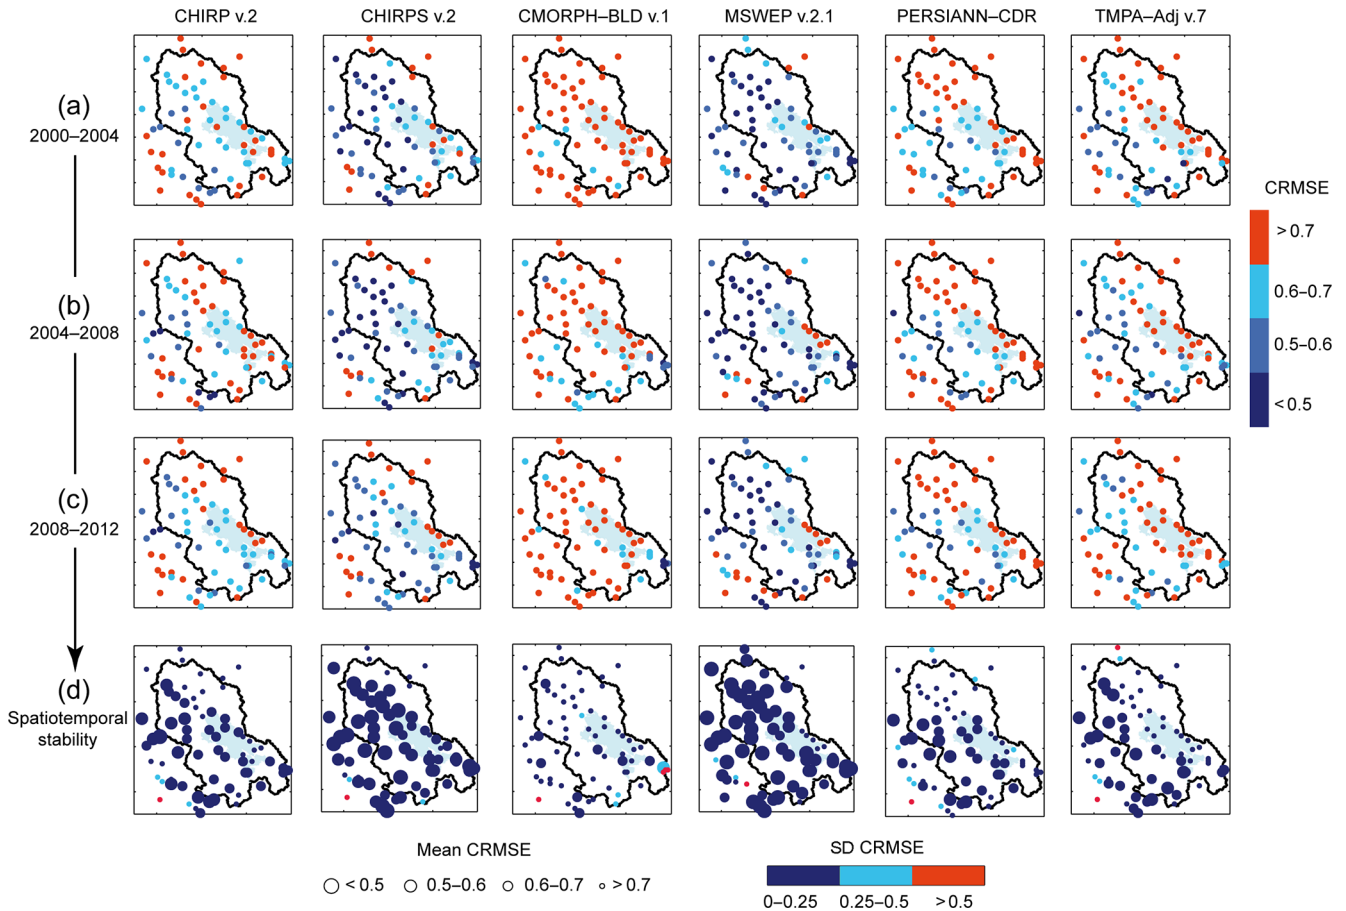 CHIRP v.2 CHIRPS v.2 CMORPH–BLD v.1 MSWEP v.2.1 PERSIANN–CDR TMPA–Adj v.7
(a)
2000–2004
CRMSE
> 0.7
0.6–0.7
0.5–0.6
< 0.5
(b)
2004–2008
(c)
2008–2012
(d)
Spatiotemporal
stability
Mean CRMSE
< 0.5 0.5–0.6 0.6–0.7 > 0.7
SD CRMSE
0–0.25 0.25–0.5 > 0.5